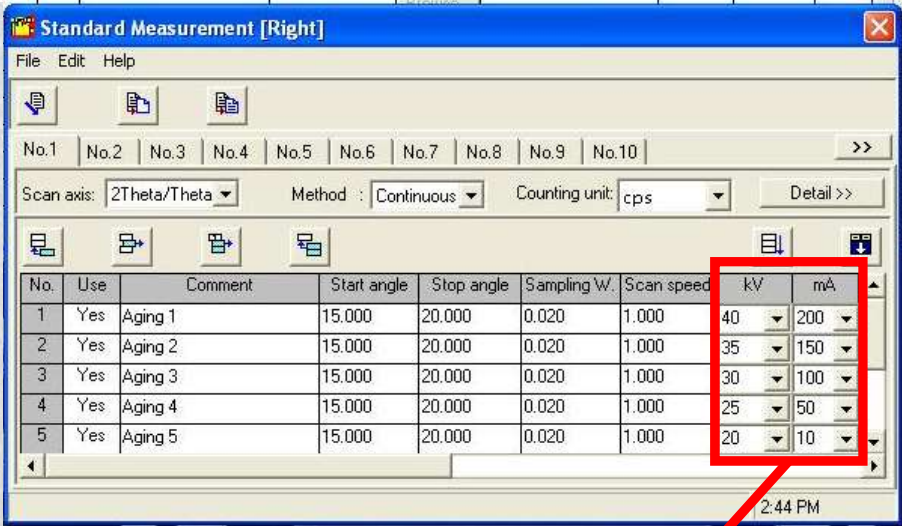 Standard Measurement [Right]
File Edit Help
No.1 No.2 No.3 No.4 No.5 No.6 No.7 No.8 No.9 No.10 >>
Scan axis: 2Theta/Theta Method : Continuous Counting unit: cps Detail >>
No. Use Comment Start angle Stop angle Sampling W. Scan speed kV mA
1 Yes Aging 1 15.000 20.000 0.020 1.000 40 200
2 Yes Aging 2 15.000 20.000 0.020 1.000 35 150
3 Yes Aging 3 15.000 20.000 0.020 1.000 30 100
4 Yes Aging 4 15.000 20.000 0.020 1.000 25 50
5 Yes Aging 5 15.000 20.000 0.020 1.000 20 10
2:44 PM